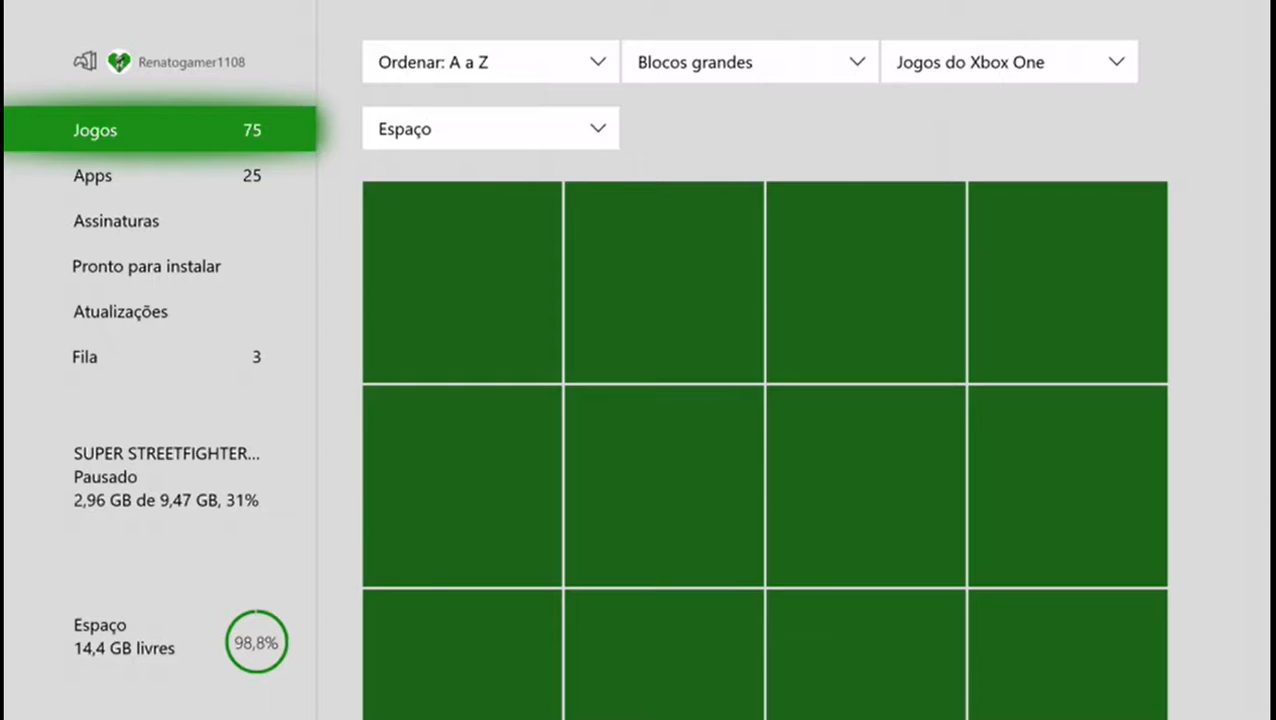 Renatogamer1108
Jogos 75
Apps 25
Assinaturas
Pronto para instalar
Atualizações
Fila 3
SUPER STREETFIGHTER...
Pausado
2,96 GB de 9,47 GB, 31%
Espaço
14,4 GB livres
98,8%
Ordenar: A a Z
Blocos grandes
Jogos do Xbox One
Espaço